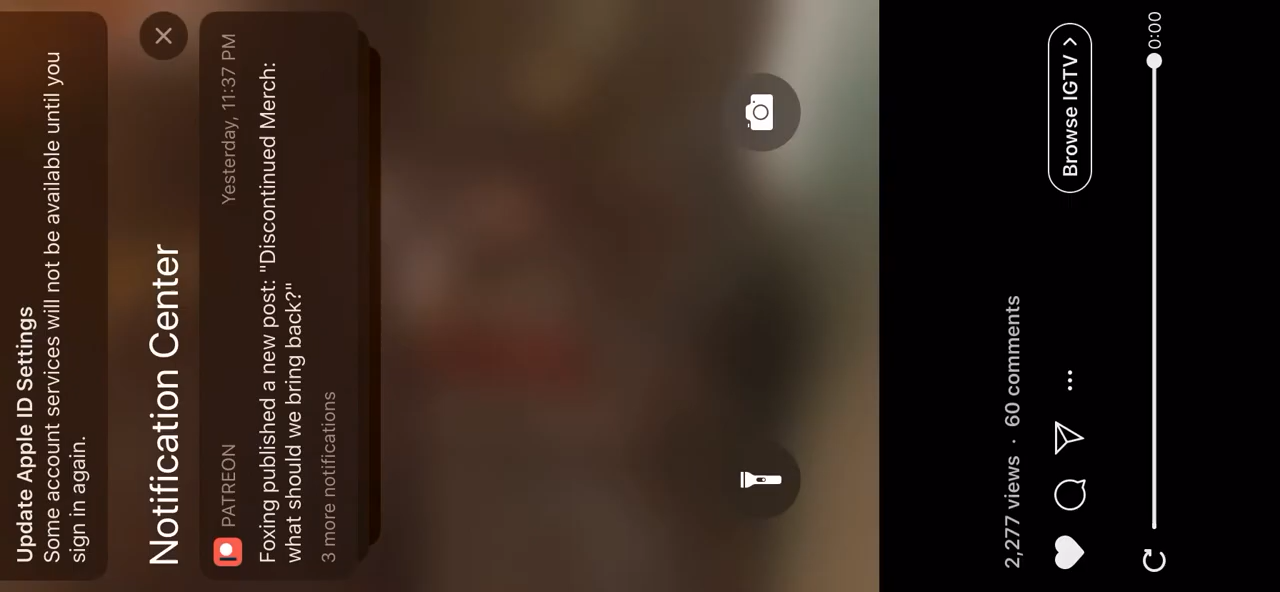 Update Apple ID Settings
Some account services will not be available until you
sign in again.
Notification Center
PATREON
Yesterday, 11:37 PM
Foxing published a new post: "Discontinued Merch:
what should we bring back?"
3 more notifications
2,277 views · 60 comments
Browse IGTV >
0:00